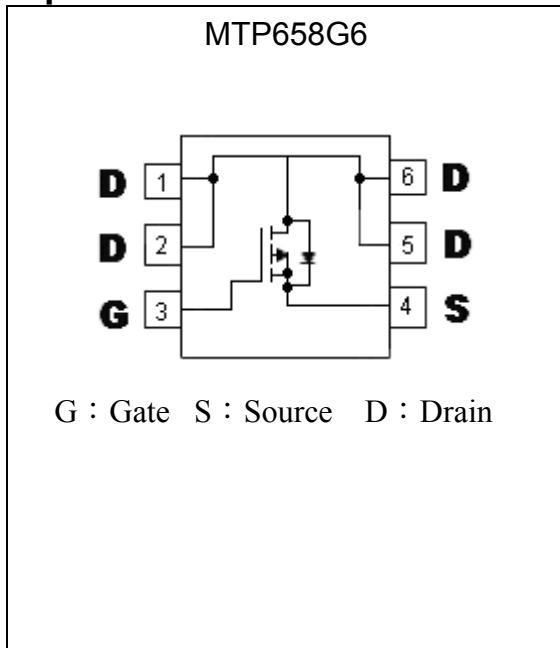 MTP658G6
D 1 6 D
D 2 5 D
G 3 4 S
G：Gate S：Source D：Drain